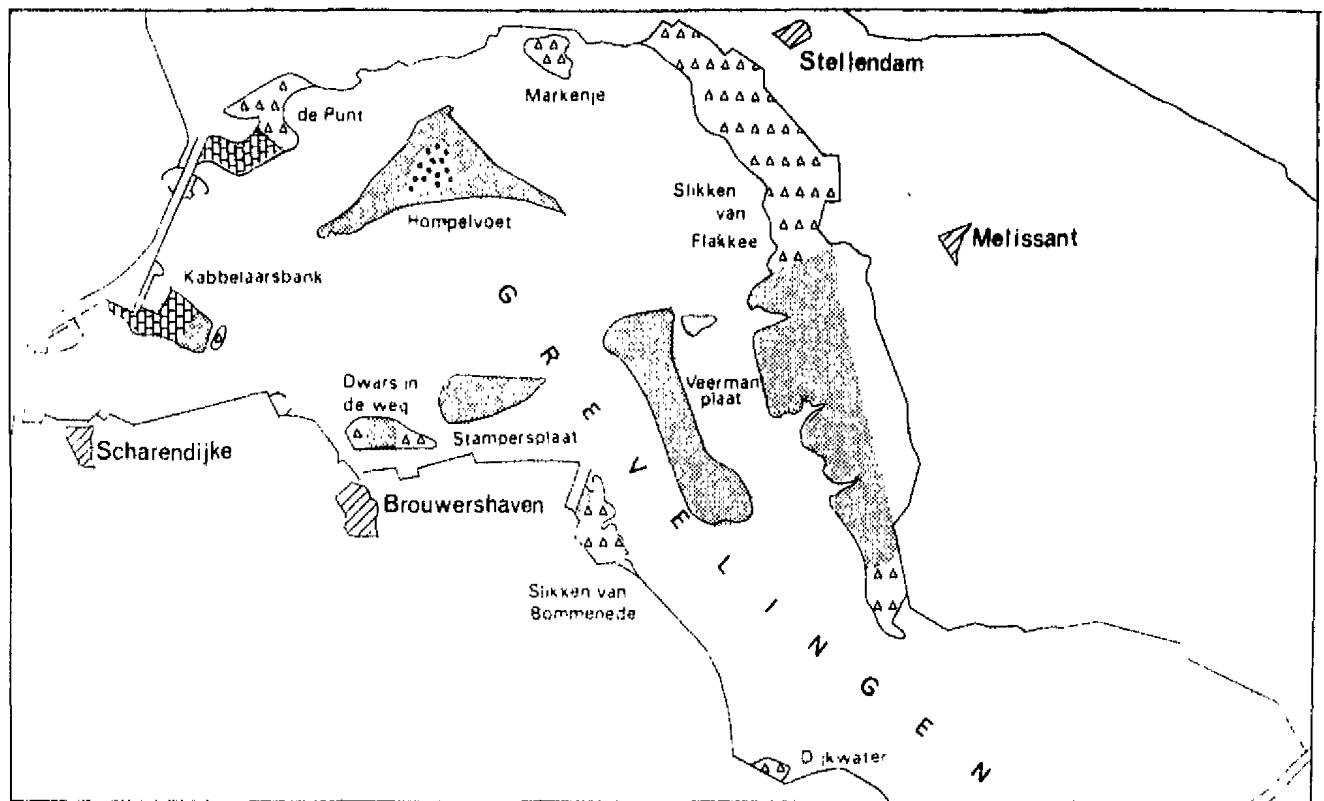 Stellendam
Markenje
de Punt
Slikken
van
Flakkee
Hompelvoet
Melissant
Kabbelaarsbank
GREVELINGEN
Dwars in
de weg
Veerman
plaat
Stampersplaat
Scharendijke
Brouwershaven
Slikken van
Bommenede
Dijkwater